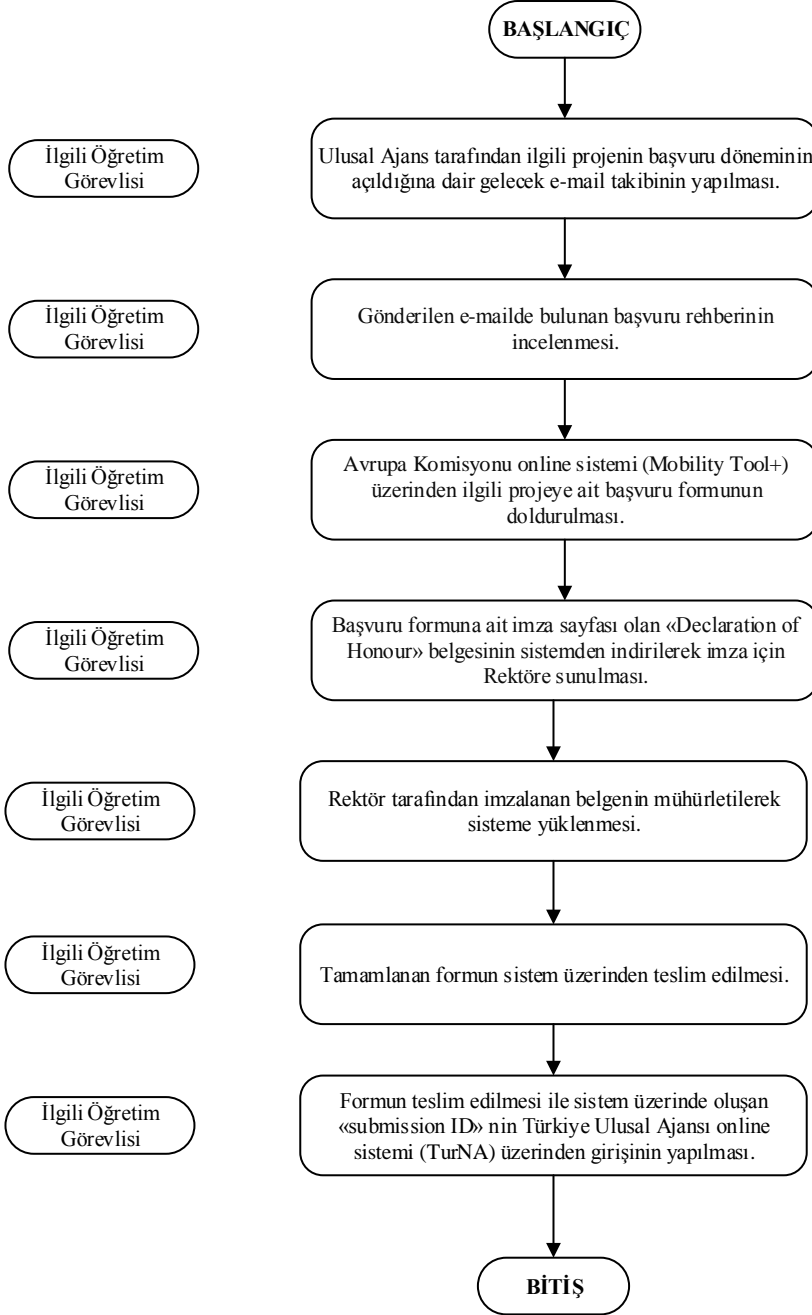 BAŞLANGIÇ
İlgili Öğretim
Görevlisi
Ulusal Ajans tarafından ilgili projenin başvuru döneminin
açıldığına dair gelecek e-mail takibinin yapılması.
İlgili Öğretim
Görevlisi
Gönderilen e-mailde bulunan başvuru rehberinin
incelenmesi.
İlgili Öğretim
Görevlisi
Avrupa Komisyonu online sistemi (Mobility Tool+)
üzerinden ilgili projeye ait başvuru formunun
doldurulması.
İlgili Öğretim
Görevlisi
Başvuru formuna ait imza sayfası olan «Declaration of
Honour» belgesinin sistemden indirilerek imza için
Rektöre sunulması.
İlgili Öğretim
Görevlisi
Rektör tarafından imzalanan belgenin mühürletilerek
sisteme yüklenmesi.
İlgili Öğretim
Görevlisi
Tamamlanan formun sistem üzerinden teslim edilmesi.
İlgili Öğretim
Görevlisi
Formun teslim edilmesi ile sistem üzerinde oluşan
«submission ID» nin Türkiye Ulusal Ajansı online
sistemi (TurNA) üzerinden girişinin yapılması.
BİTİŞ